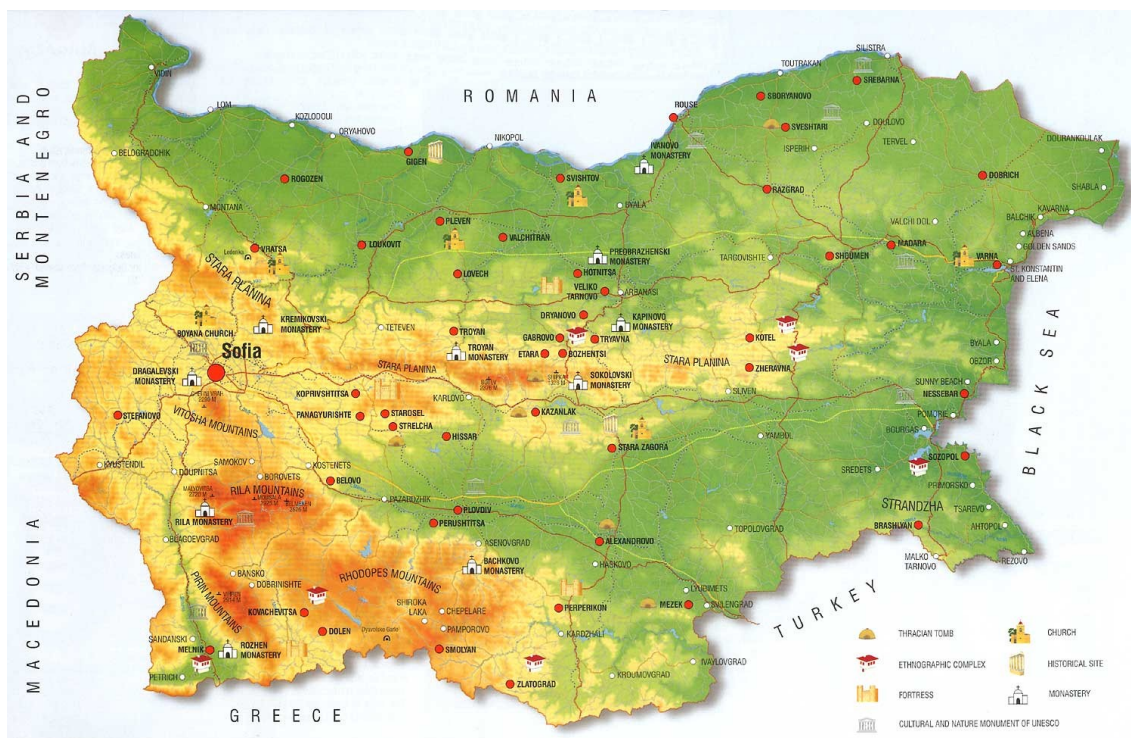 SERBIAN AND
MONTENEGRO
ROMANIA
BLACK SEA
TURKEY
GREECE
MACEDONIA
VIDIN
LOM
KOZLODOUI
ORYAHOVO
NIKOPOL
ROUSE
TOUTRAKAN
SILISTRA
SREBARNA
SBORYANOVO
SVESHTARI
DOULOVO
ISPERIH
TERVEL
DOURANKOULAK
BELOGRADCHIK
GIGEN
IVANOVO
MONASTERY
ROGOZEN
SVISHTOV
RAZGRAD
DOBRICH
SHABLA
MONTANA
BYALA
PLEVEN
VALCHI DOL
KAVARNA
BALCHIK
ALBENA
GOLDEN SANDS
VRATSA
LOUKOVIT
VALCHITRAN
MADARA
PREOBRAZHENSKI
MONASTERY
TARGOVISHTE
SHOUMEN
VARNA
ST. KONSTANTIN
AND ELENA
STARA PLANINA
LOVECH
HOTNITSA
VELIKO
TARNOVO
ARBANASI
KREMIKOVSKI
MONASTERY
BOYANA CHURCH
TETEVEN
TROYAN
DRYANOVO
KAPINOVO
MONASTERY
GABROVO
TRYAVNA
KOTEL
BYALA
Sofia
TROYAN
MONASTERY
ETARA
BOZHENTSI
STARA PLANINA
STARA PLANINA
ZHERAVNA
OBZOR
DRAGALEVSKI
MONASTERY
SOKOLOVSKI
MONASTERY
SUNNY BEACH
KOPRIVSHTITSA
KARLOVO
SLIVEN
NESSEBAR
STEFANOVO
VITOSHA MOUNTAINS
PANAGYURISHTE
STAROSEL
STRELCHA
KAZANLAK
POMORIE
BOURGAS
HISSAR
STARA ZAGORA
YAMBOL
SOZOPOL
KYUSTENDIL
DOUPNITSA
SAMOKOV
BOROVETS
KOSTENETS
BELOVO
SREDETS
PRIMORSKO
RILA MOUNTAINS
RILA MONASTERY
PAZARDZHIK
PLOVDIV
STRANDZHA
TSAREVO
PERUSHTITSA
TOPOLOVGRAD
BRASHLYAN
AHTOPOL
BLAGOEVGRAD
ASENOVGRAD
ALEXANDROVO
MALKO
TARNOVO
REZOVO
BACHKOVO
MONASTERY
HASKOVO
BANSKO
DOBRINISHTE
RHODOPES MOUNTAINS
LYUBIMETS
PIRIN MOUNTAINS
KOVACHEVITSA
SHIROKA
LAKA
CHEPELARE
PERPERIKON
MEZEK
SVILENGRAD
SANDANSKI
DOLEN
PAMPOROVO
KARDZHALI
MELNIK
ROZHEN
MONASTERY
SMOLYAN
IVAYLOVGRAD
PETRICH
ZLATOGRAD
KROUMOVGRAD
THRACIAN TOMB
CHURCH
ETHNOGRAPHIC COMPLEX
HISTORICAL SITE
FORTRESS
MONASTERY
CULTURAL AND NATURE MONUMENT OF UNESCO